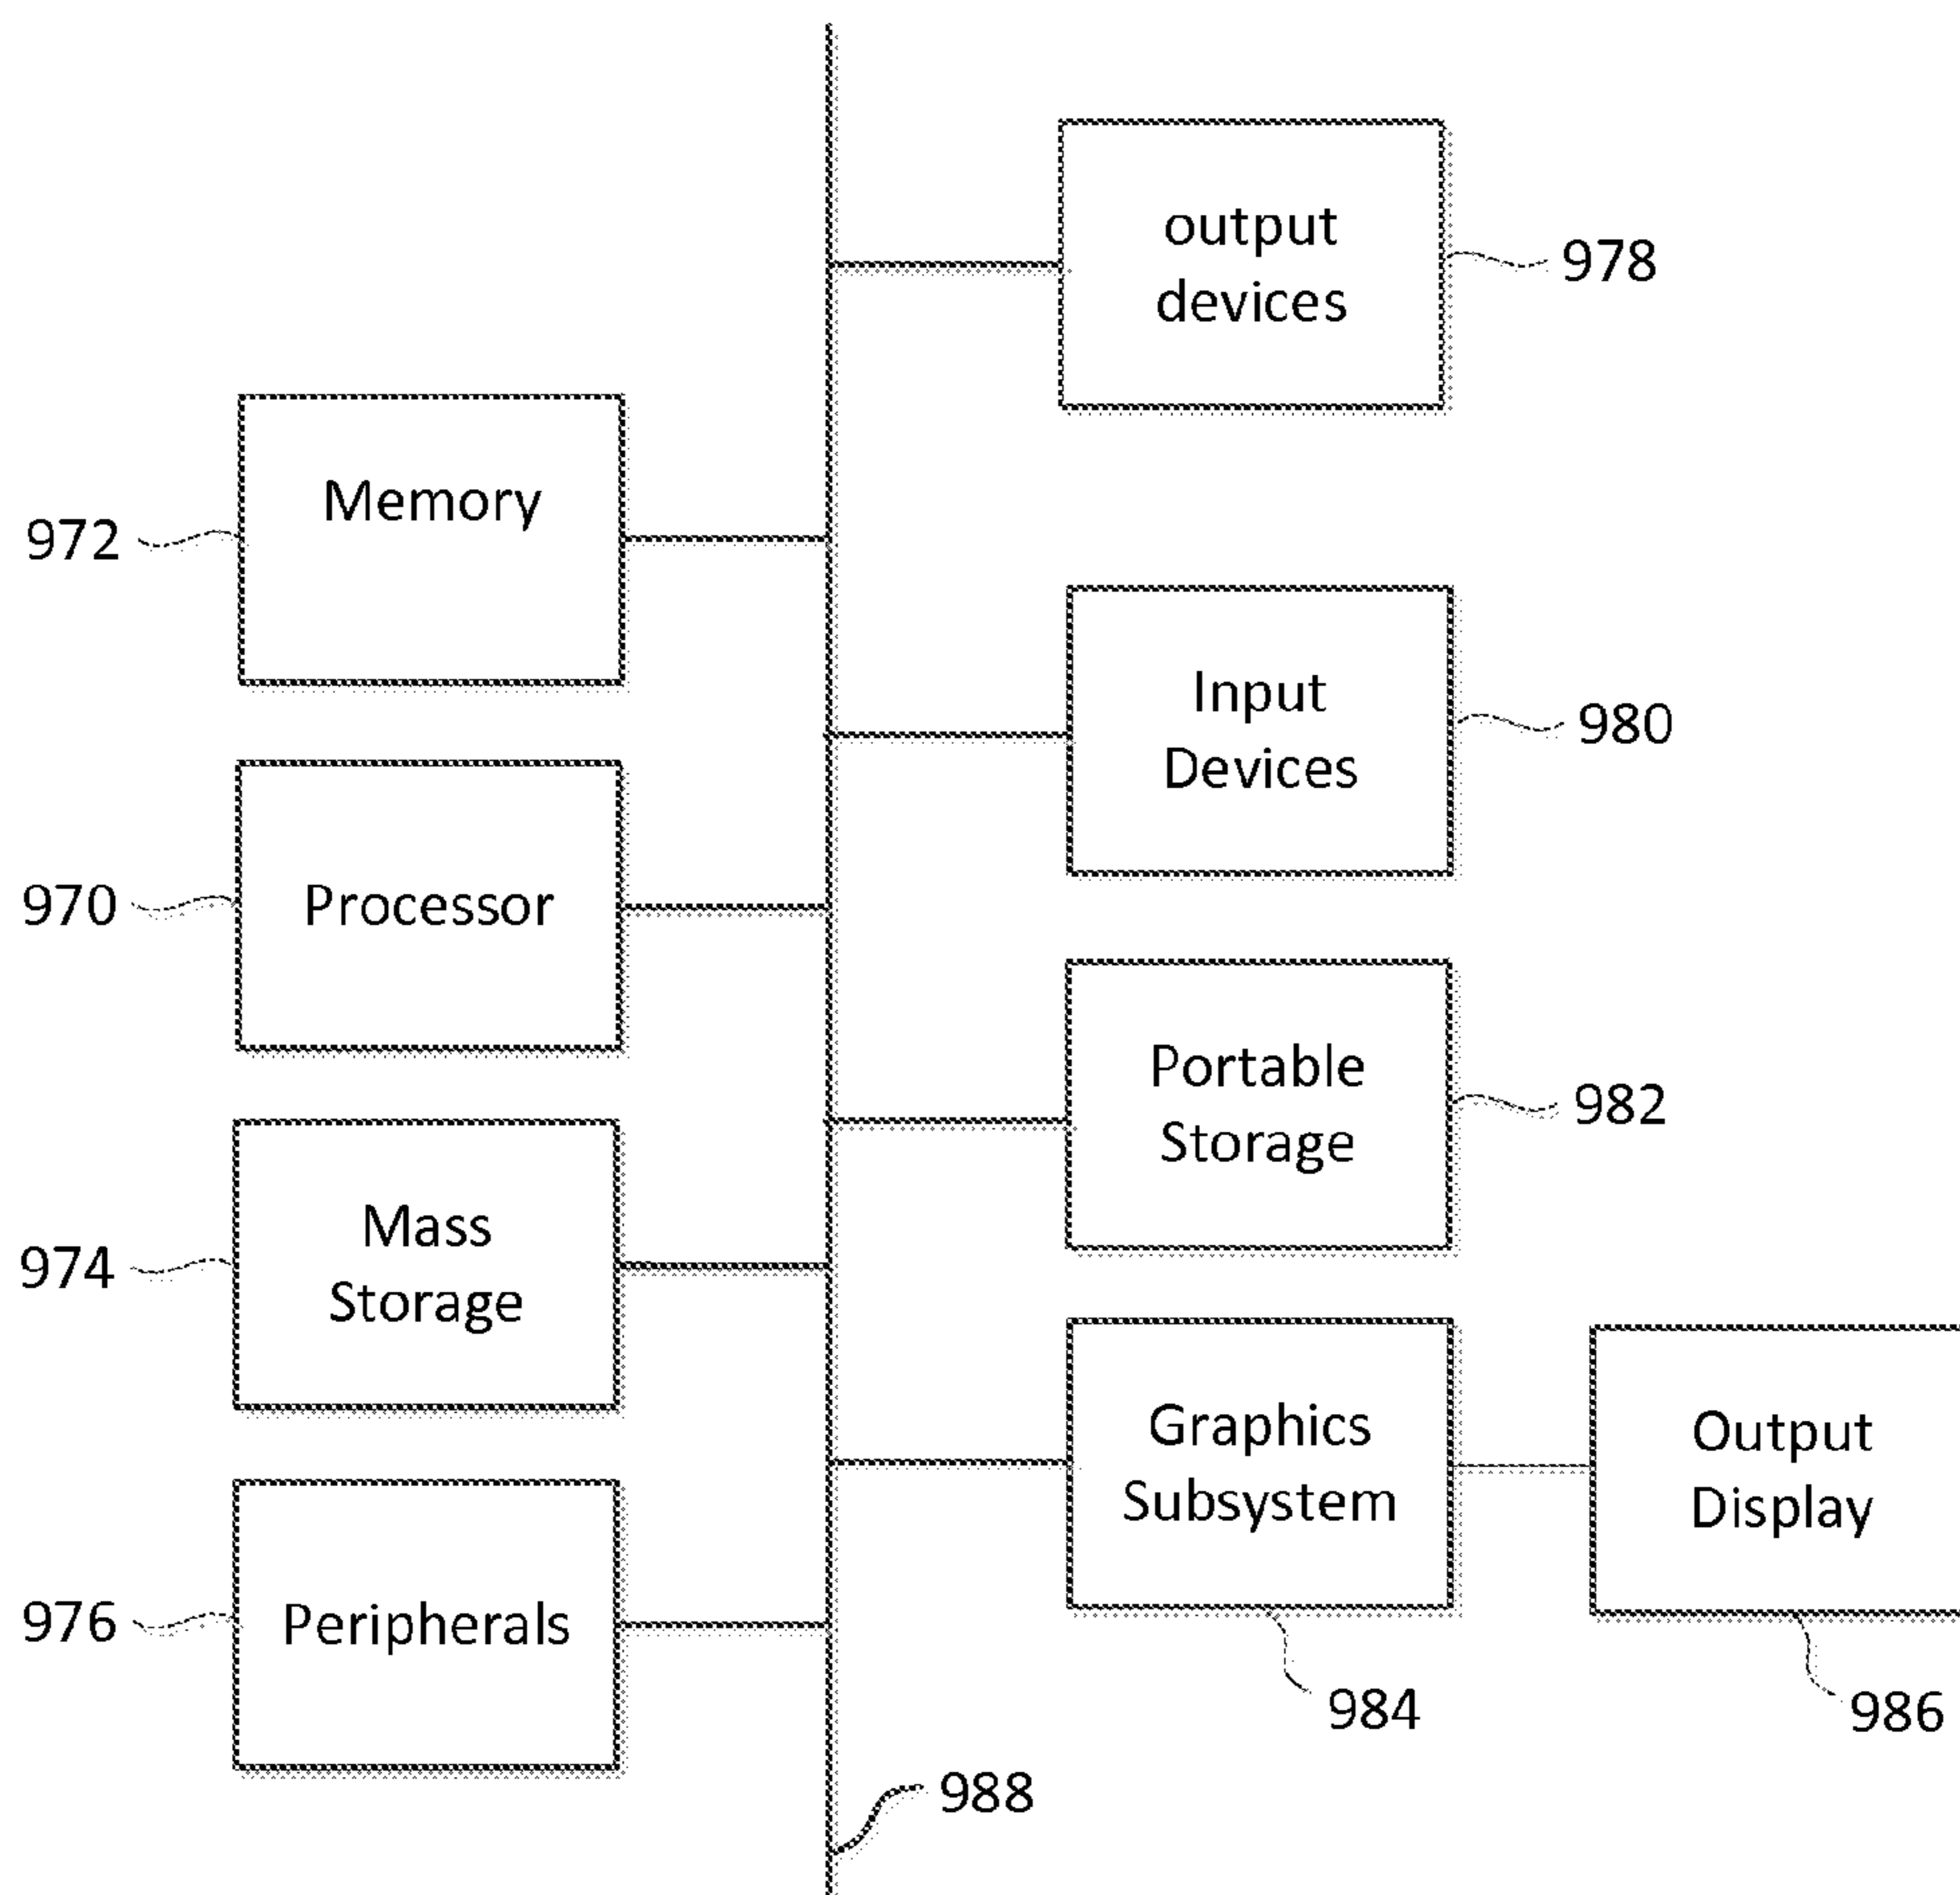 output
devices
978
Memory
972
Input
Devices
980
Processor
970
Portable
Storage
982
Mass
Storage
974
Graphics
Subsystem
984
Output
Display
986
Peripherals
976
988